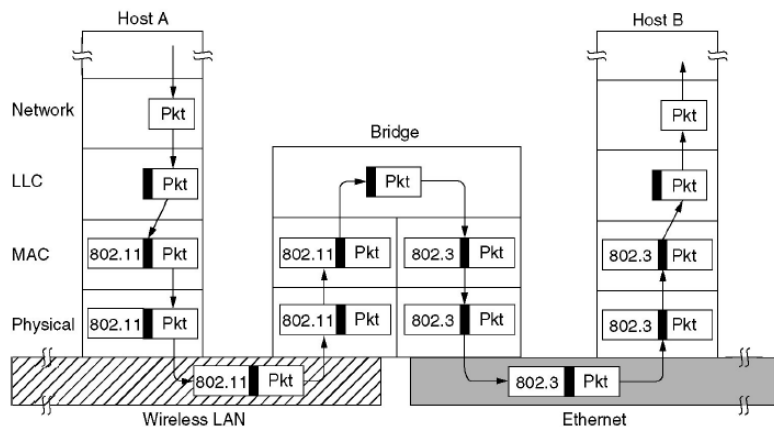 Host A
Host B
Network
Pkt
Pkt
Bridge
LLC
Pkt
Pkt
Pkt
MAC
802.11 Pkt
802.11 Pkt
802.3 Pkt
802.3 Pkt
Physical
802.11 Pkt
802.11 Pkt
802.3 Pkt
802.3 Pkt
802.11 Pkt
802.3 Pkt
Wireless LAN
Ethernet